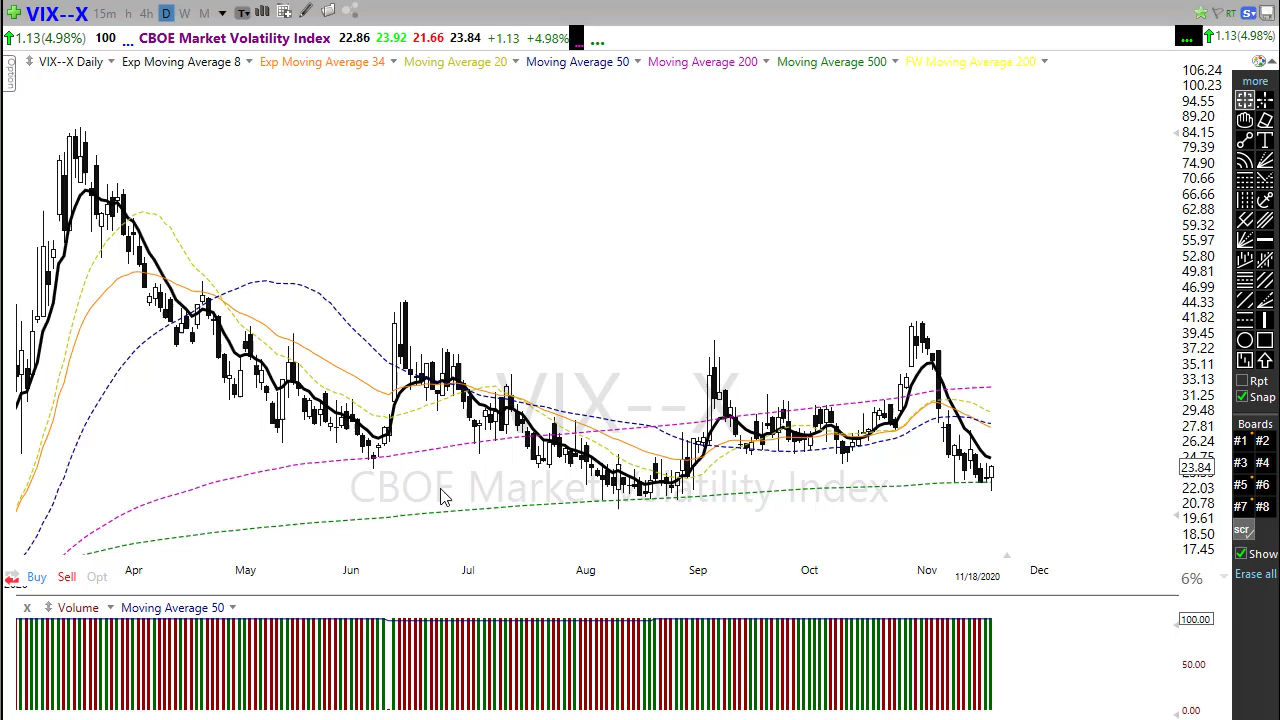 VIX--X 15m h 4h D W M T RT S
1.13(4.98%) 100 ... CBOE Market Volatility Index 22.86 23.92 21.66 23.84 +1.13 +4.98% ... ... ... 1.13(4.98%)
Option
VIX--X Daily Exp Moving Average 8 Exp Moving Average 34 Moving Average 20 Moving Average 50 Moving Average 200 Moving Average 500 FW Moving Average 200
106.24
100.23
94.55
89.20
84.15
79.39
74.90
70.66
66.66
62.88
59.32
55.97
52.80
49.81
46.99
44.33
41.82
39.45
37.22
35.11
33.13
31.25
29.48
27.81
26.24
24.75
23.84
22.03
20.78
19.61
18.50
17.45
VIX--X
CBOE Market Volatility Index
Apr May Jun Jul Aug Sep Oct Nov 11/18/2020 Dec
Buy Sell Opt
6%
x Volume Moving Average 50
100.00
50.00
0.00
more
T
Rpt
Snap
Boards
#1 #2
#3 #4
#5 #6
#7 #8
scr
Show
Erase all